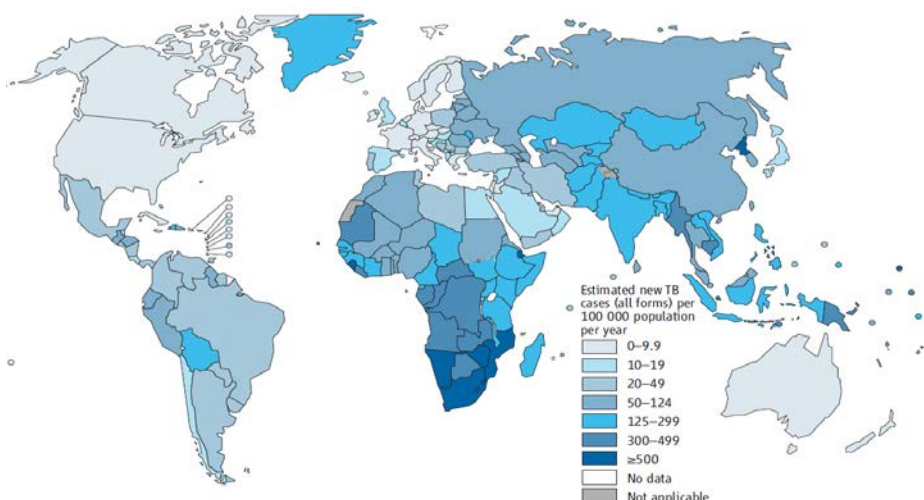 Estimated new TB
cases (all forms) per
100 000 population
per year
0–9.9
10–19
20–49
50–124
125–299
300–499
≥500
No data
Not applicable